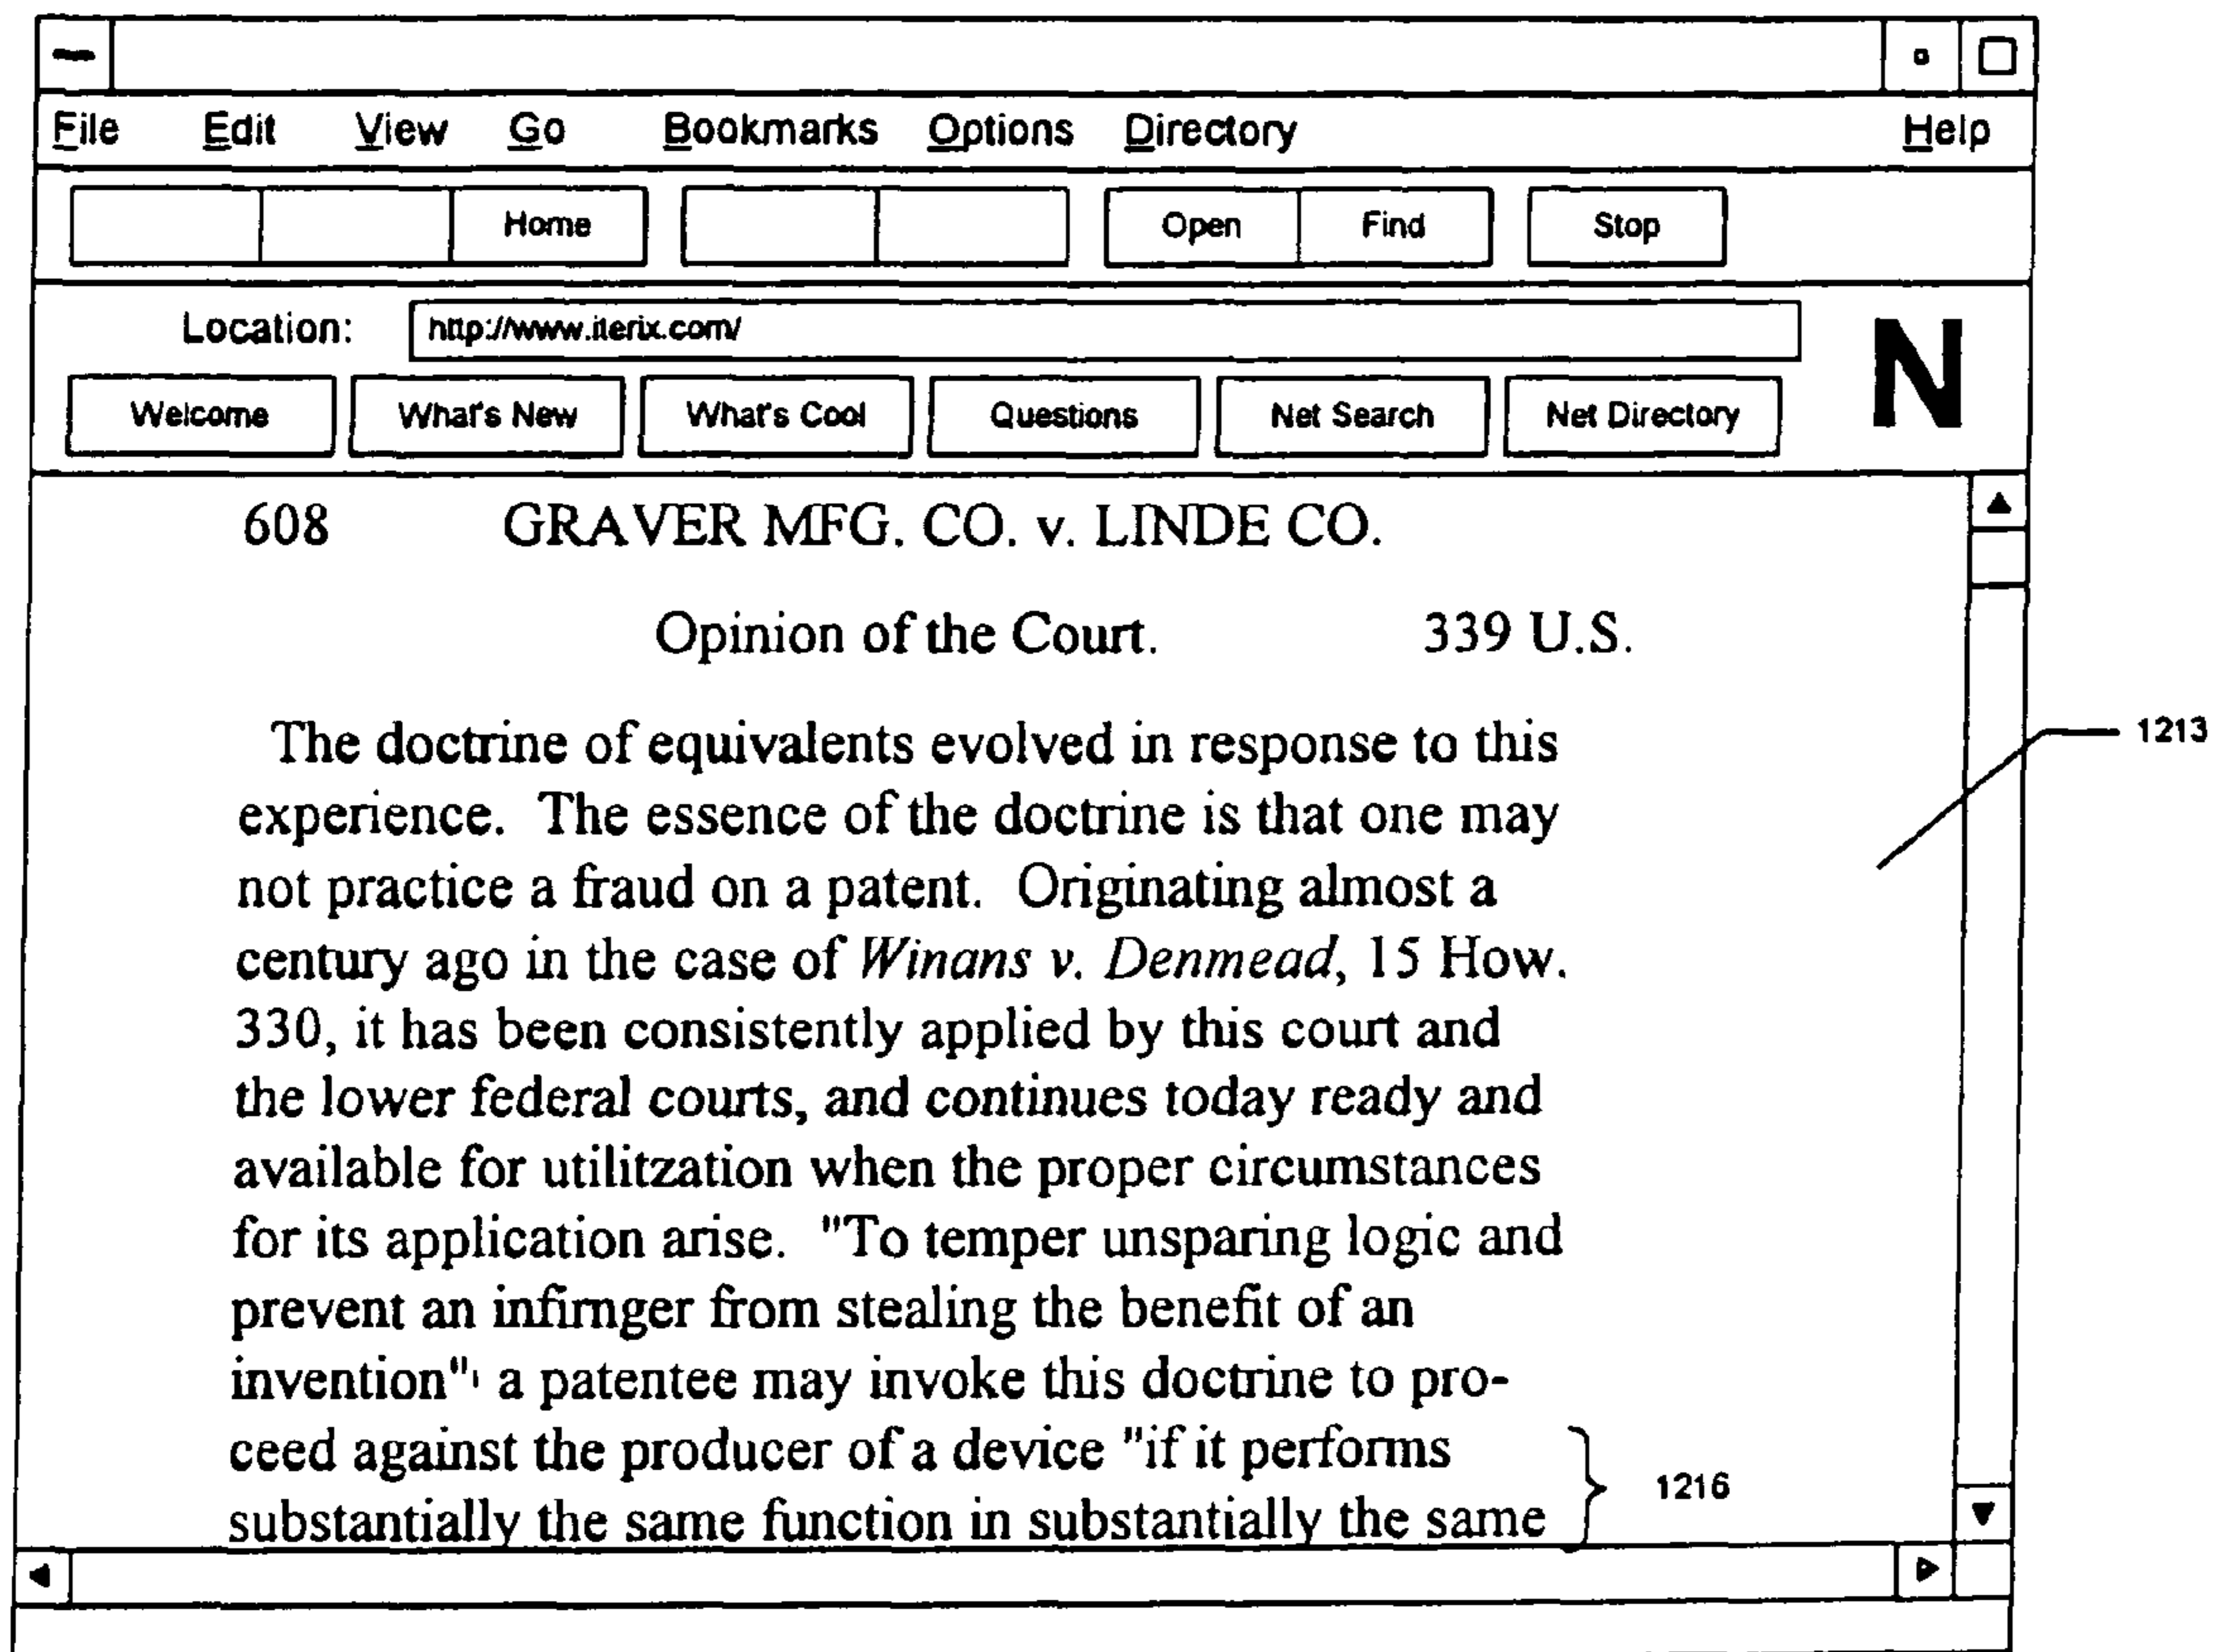 File Edit View Go Bookmarks Options Directory Help
Home Open Find Stop
Location: http://www.iterix.com/
N
Welcome What's New What's Cool Questions Net Search Net Directory
608 GRAVER MFG. CO. v. LINDE CO.
Opinion of the Court. 339 U.S.
The doctrine of equivalents evolved in response to this
1213
experience. The essence of the doctrine is that one may
not practice a fraud on a patent. Originating almost a
century ago in the case of Winans v. Denmead, 15 How.
330, it has been consistently applied by this court and
the lower federal courts, and continues today ready and
available for utilitzation when the proper circumstances
for its application arise. "To temper unsparing logic and
prevent an infirnger from stealing the benefit of an
invention" a patentee may invoke this doctrine to pro-
ceed against the producer of a device "if it performs
1216
substantially the same function in substantially the same